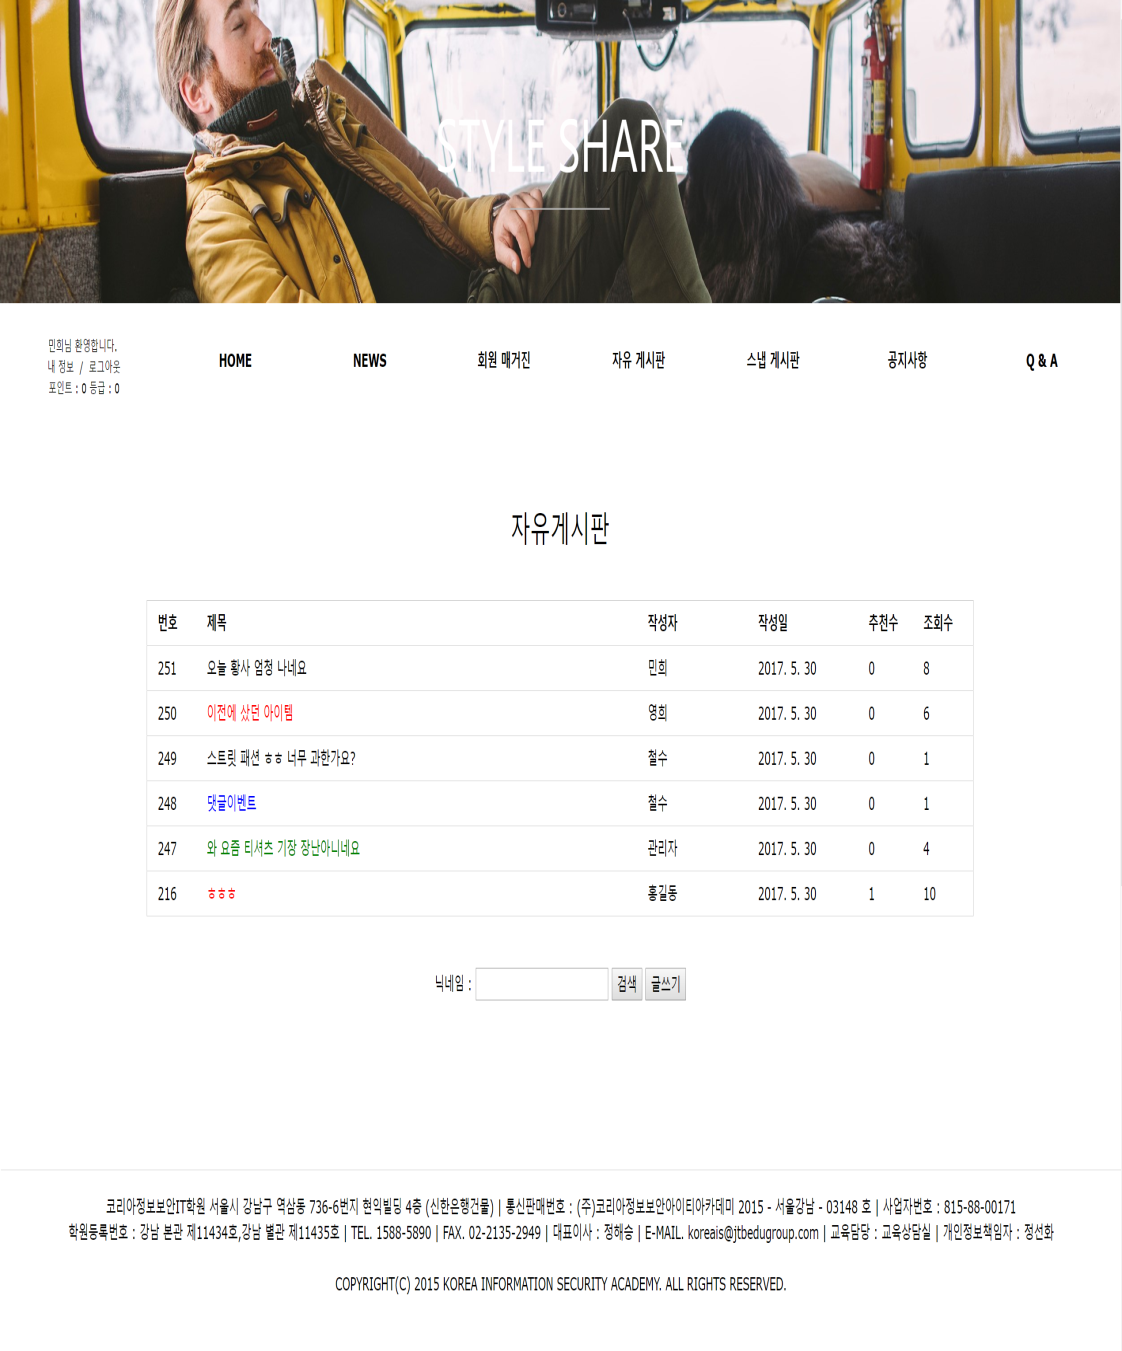 STYLE SHARE
민희님 환영합니다.
내 정보 / 로그아웃
포인트 : 0 등급 : 0
HOME NEWS 회원 매거진 자유 게시판 스냅 게시판 공지사항 Q & A
자유게시판
번호 제목 작성자 작성일 추천수 조회수
251 오늘 황사 엄청 나네요 민희 2017. 5. 30 0 8
250 이전에 샀던 아이템 영희 2017. 5. 30 0 6
249 스트릿 패션 ㅎㅎ 너무 과한가요? 철수 2017. 5. 30 0 1
248 댓글이벤트 철수 2017. 5. 30 0 1
247 와 요즘 티셔츠 기장 장난아니네요 관리자 2017. 5. 30 0 4
216 ㅎㅎㅎ 홍길동 2017. 5. 30 1 10
닉네임 : 검색 글쓰기
코리아정보보안IT학원 서울시 강남구 역삼동 736-6번지 현익빌딩 4층 (신한은행건물) | 통신판매번호 : (주)코리아정보보안아이티아카데미 2015 - 서울강남 - 03148 호 | 사업자번호 : 815-88-00171
학원등록번호 : 강남 본관 제11434호,강남 별관 제11435호 | TEL. 1588-5890 | FAX. 02-2135-2949 | 대표이사 : 정해승 | E-MAIL. koreais@jtbedugroup.com | 교육담당 : 교육상담실 | 개인정보책임자 : 정선화
COPYRIGHT(C) 2015 KOREA INFORMATION SECURITY ACADEMY. ALL RIGHTS RESERVED.